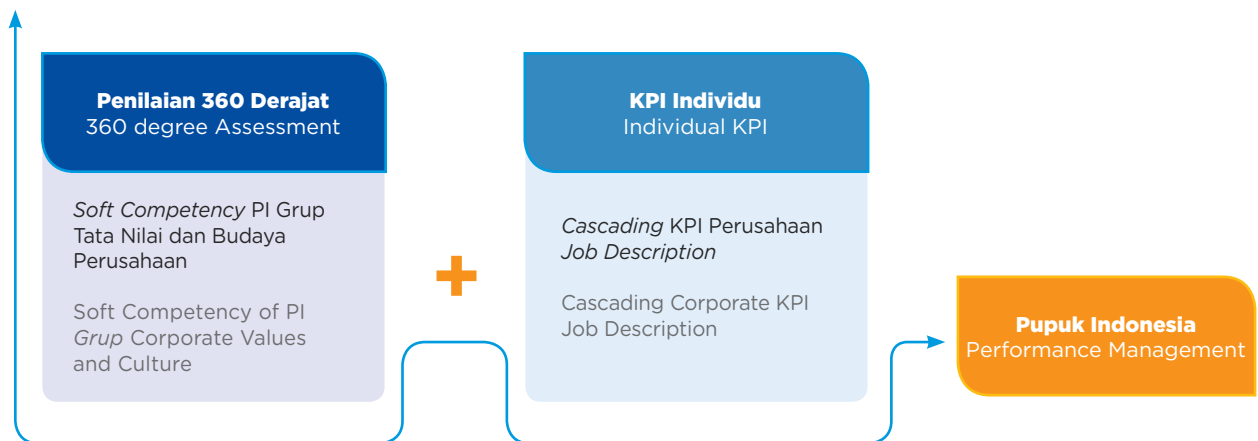 Penilaian 360 Derajat
360 degree Assessment
Soft Competency PI Grup
Tata Nilai dan Budaya
Perusahaan
Soft Competency of PI
Grup Corporate Values
and Culture
KPI Individu
Individual KPI
Cascading KPI Perusahaan
Job Description
Cascading Corporate KPI
Job Description
Pupuk Indonesia
Performance Management